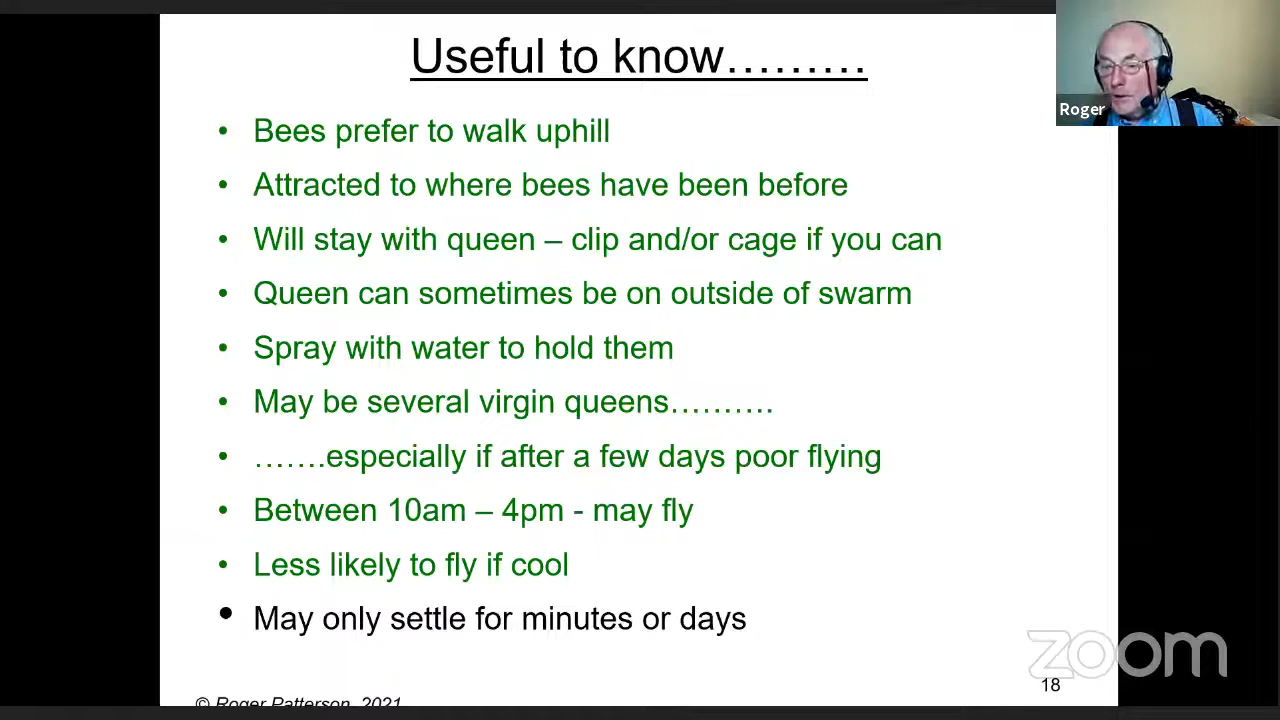 Useful to know………
• Bees prefer to walk uphill
• Attracted to where bees have been before
• Will stay with queen – clip and/or cage if you can
• Queen can sometimes be on outside of swarm
• Spray with water to hold them
• May be several virgin queens……….
• …….especially if after a few days poor flying
• Between 10am – 4pm - may fly
• Less likely to fly if cool
• May only settle for minutes or days
© Roger Patterson, 2021
18
Roger
zoom